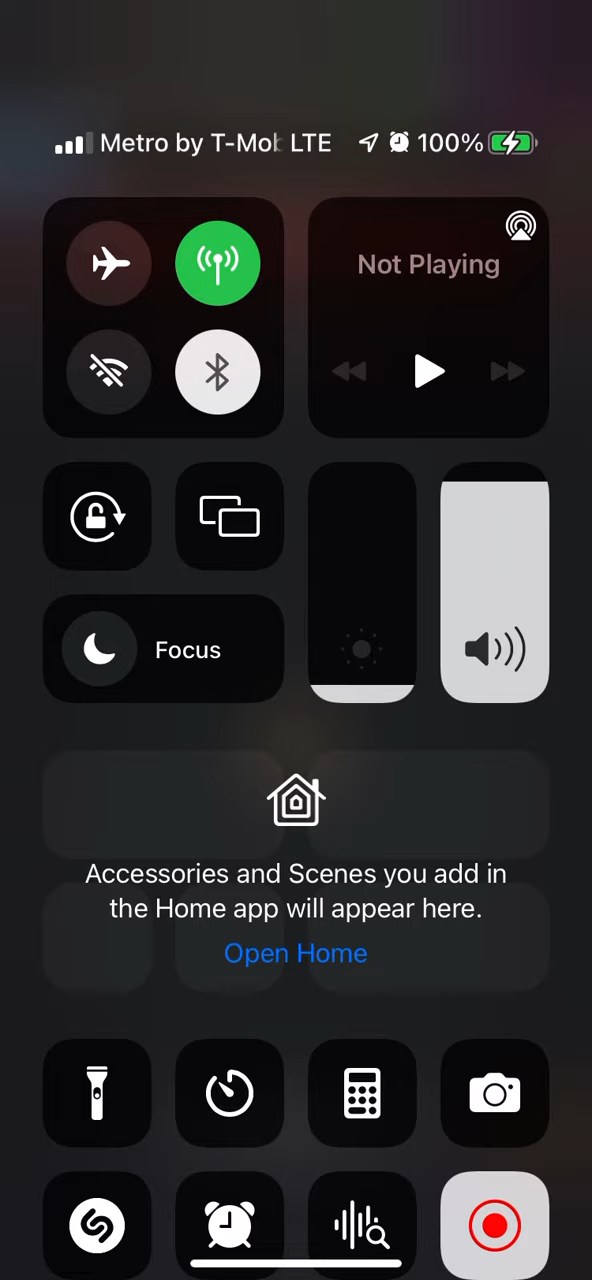 Metro by T-Mo LTE 100%
Not Playing
Focus
Accessories and Scenes you add in
the Home app will appear here.
Open Home